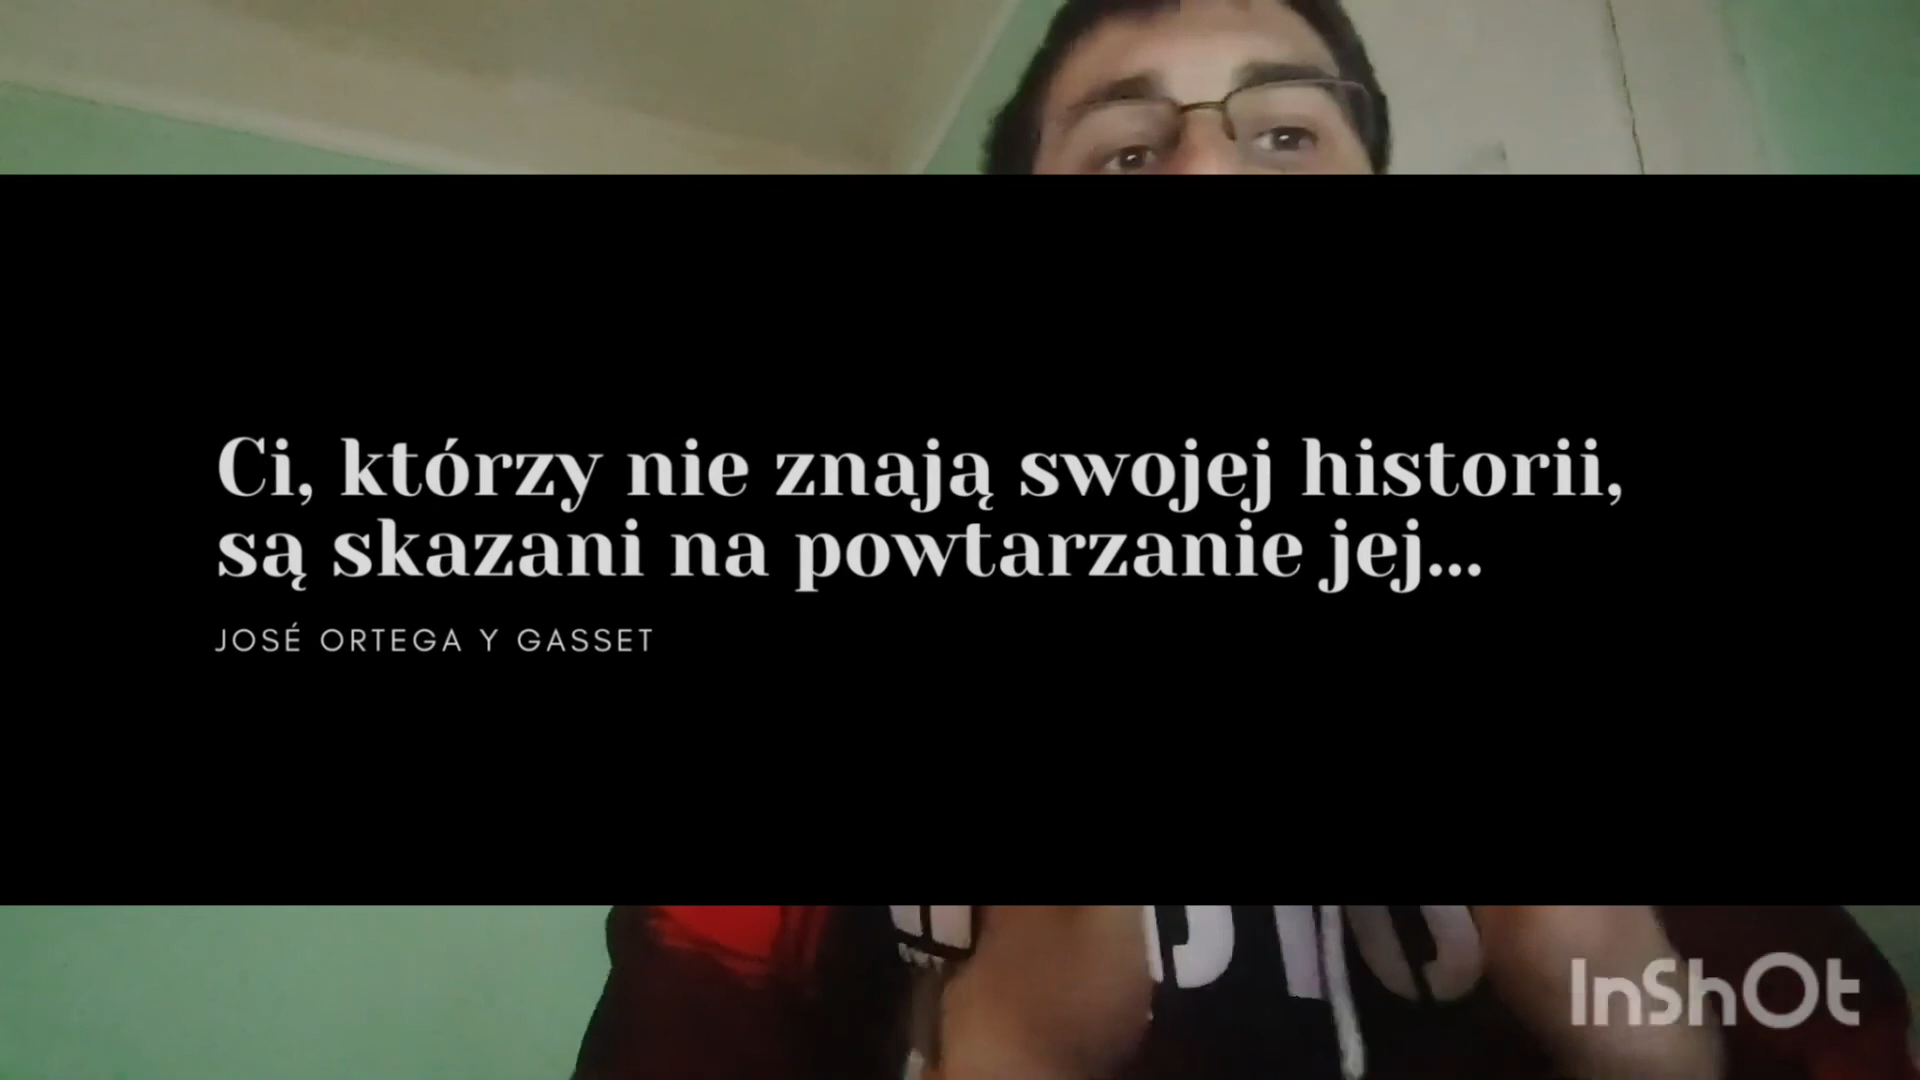 Ci, którzy nie znają swojej historii,
są skazani na powtarzanie jej...
JOSÉ ORTEGA Y GASSET
InShOt